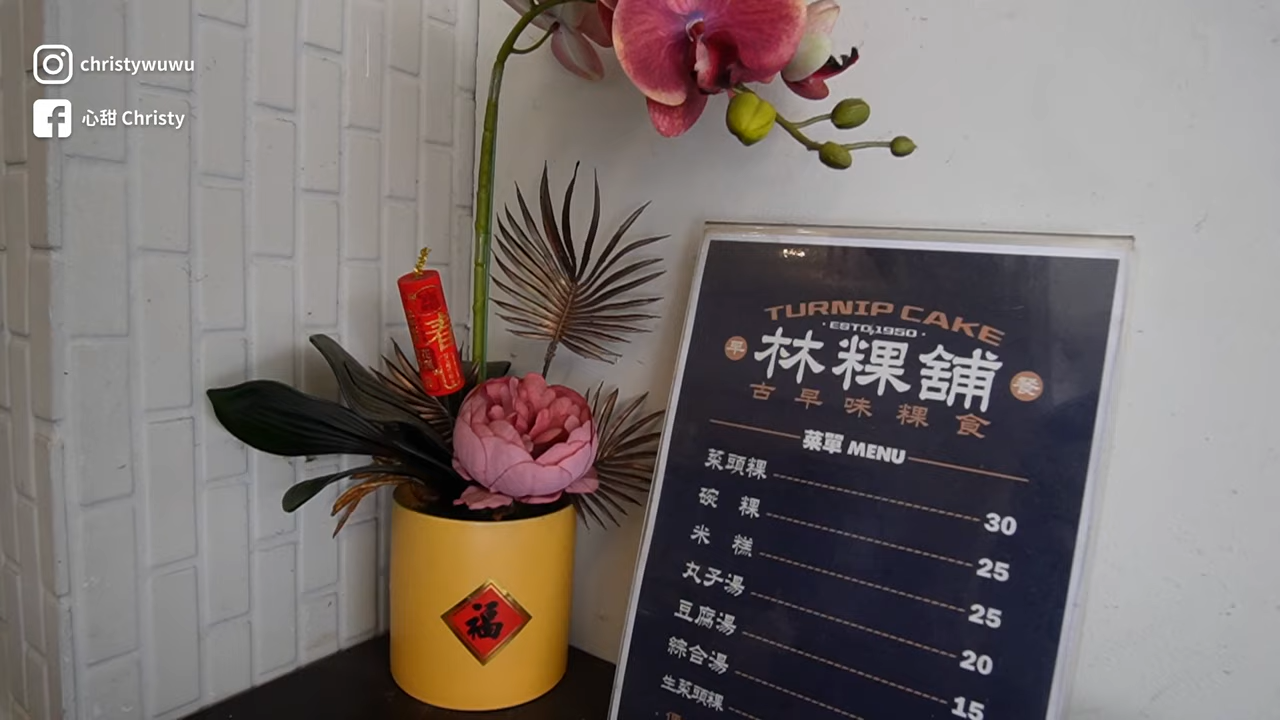 christywuwu
心甜 Christy
TURNIP CAKE
·ESTD,1950·
早 林粿舖 餐
古早味粿食
菜單 MENU
菜頭粿 30
碗粿 25
米糕 25
丸子湯 20
豆腐湯 15
綜合湯
生菜頭粿
福